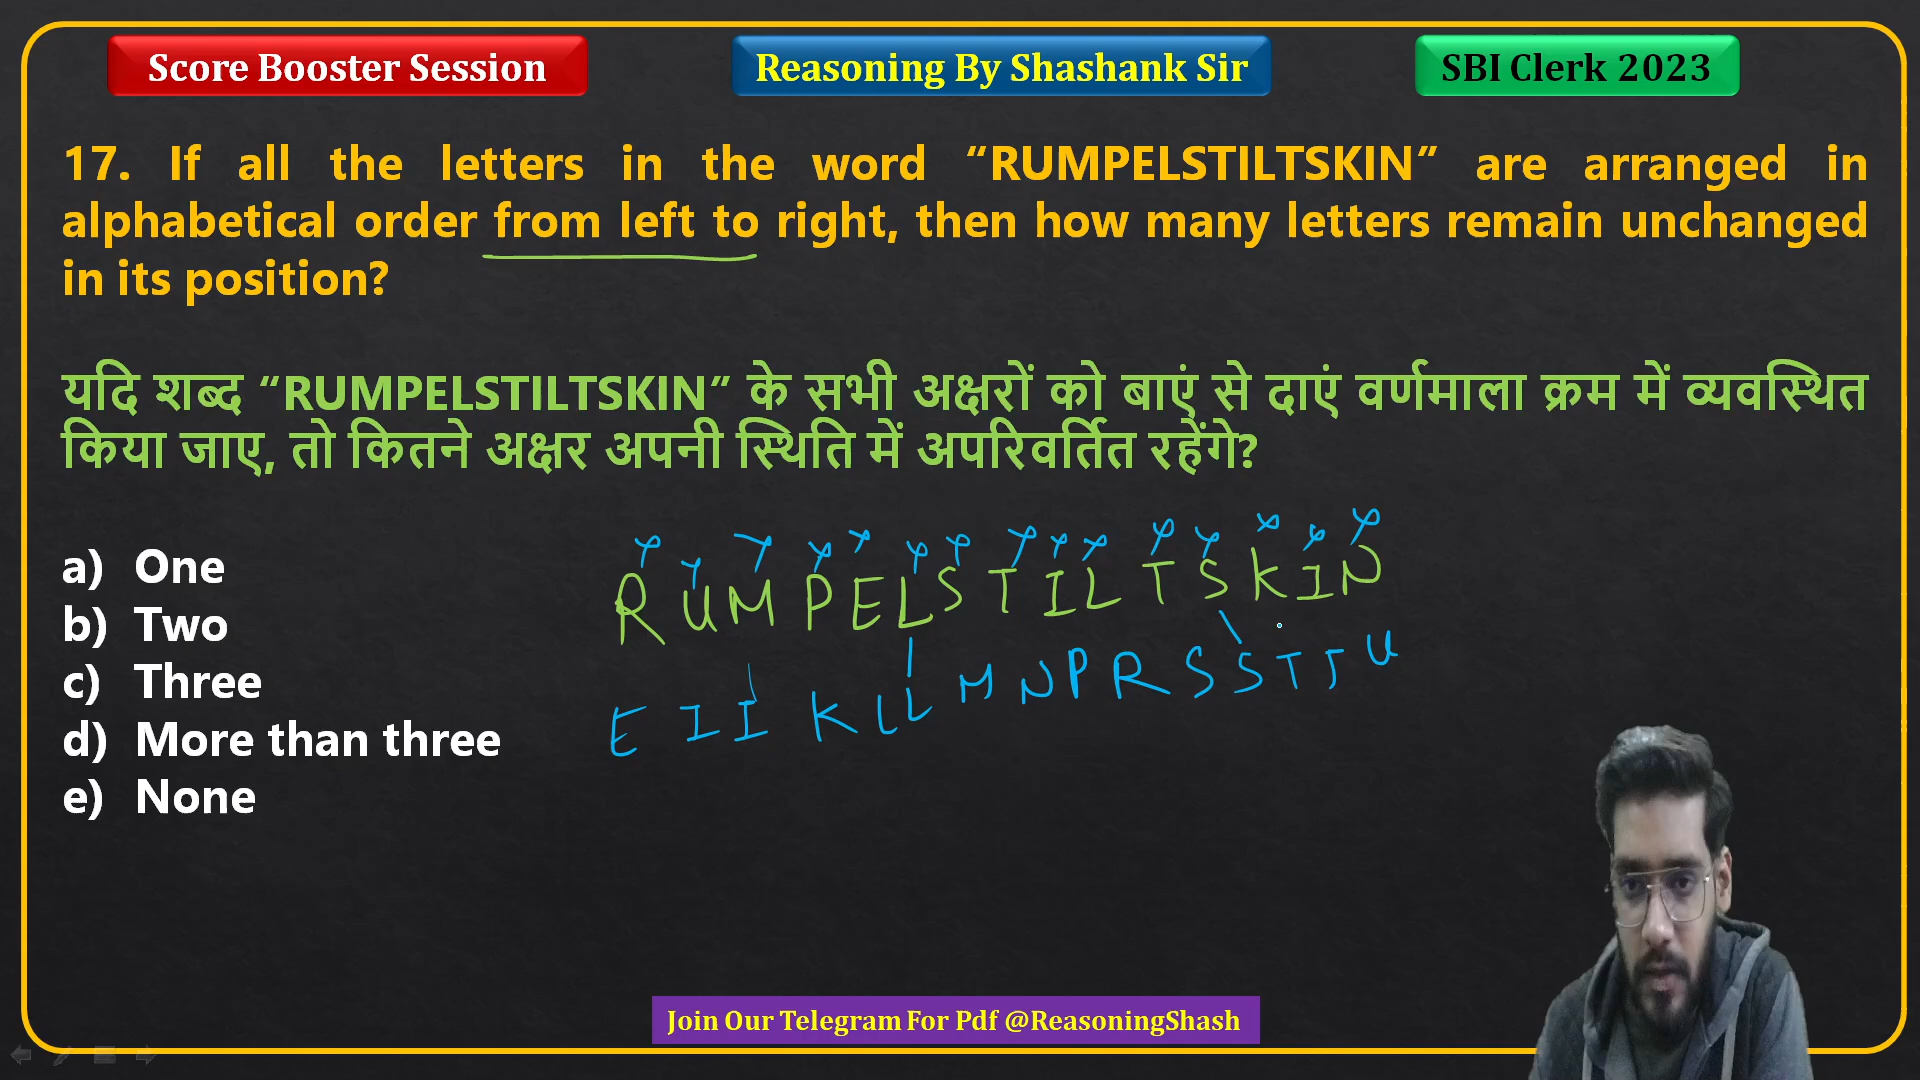 Score Booster Session
Reasoning By Shashank Sir
SBI Clerk 2023
17. If all the letters in the word “RUMPELSTILTSKIN” are arranged in
alphabetical order from left to right, then how many letters remain unchanged
in its position?
यदि शब्द “RUMPELSTILTSKIN” के सभी अक्षरों को बाएं से दाएं वर्णमाला क्रम में व्यवस्थित
किया जाए, तो कितने अक्षर अपनी स्थिति में अपरिवर्तित रहेंगे?
a) One
b) Two
c) Three
d) More than three
e) None
R U M P E L S T I L T S K I N
E I I K L L M N P R S S T T U
Join Our Telegram For Pdf @ReasoningShash